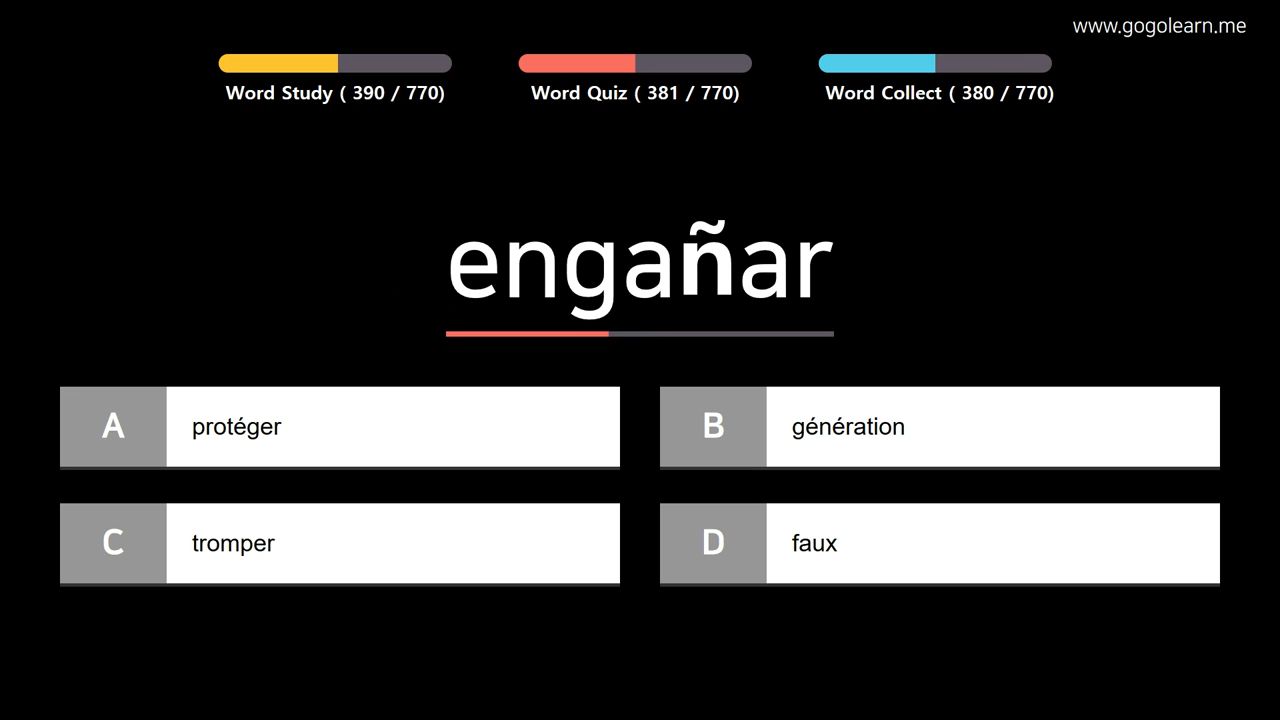 www.gogolearn.me
Word Study ( 390 / 770)
Word Quiz ( 381 / 770)
Word Collect ( 380 / 770)
engañar
A protéger
B génération
C tromper
D faux